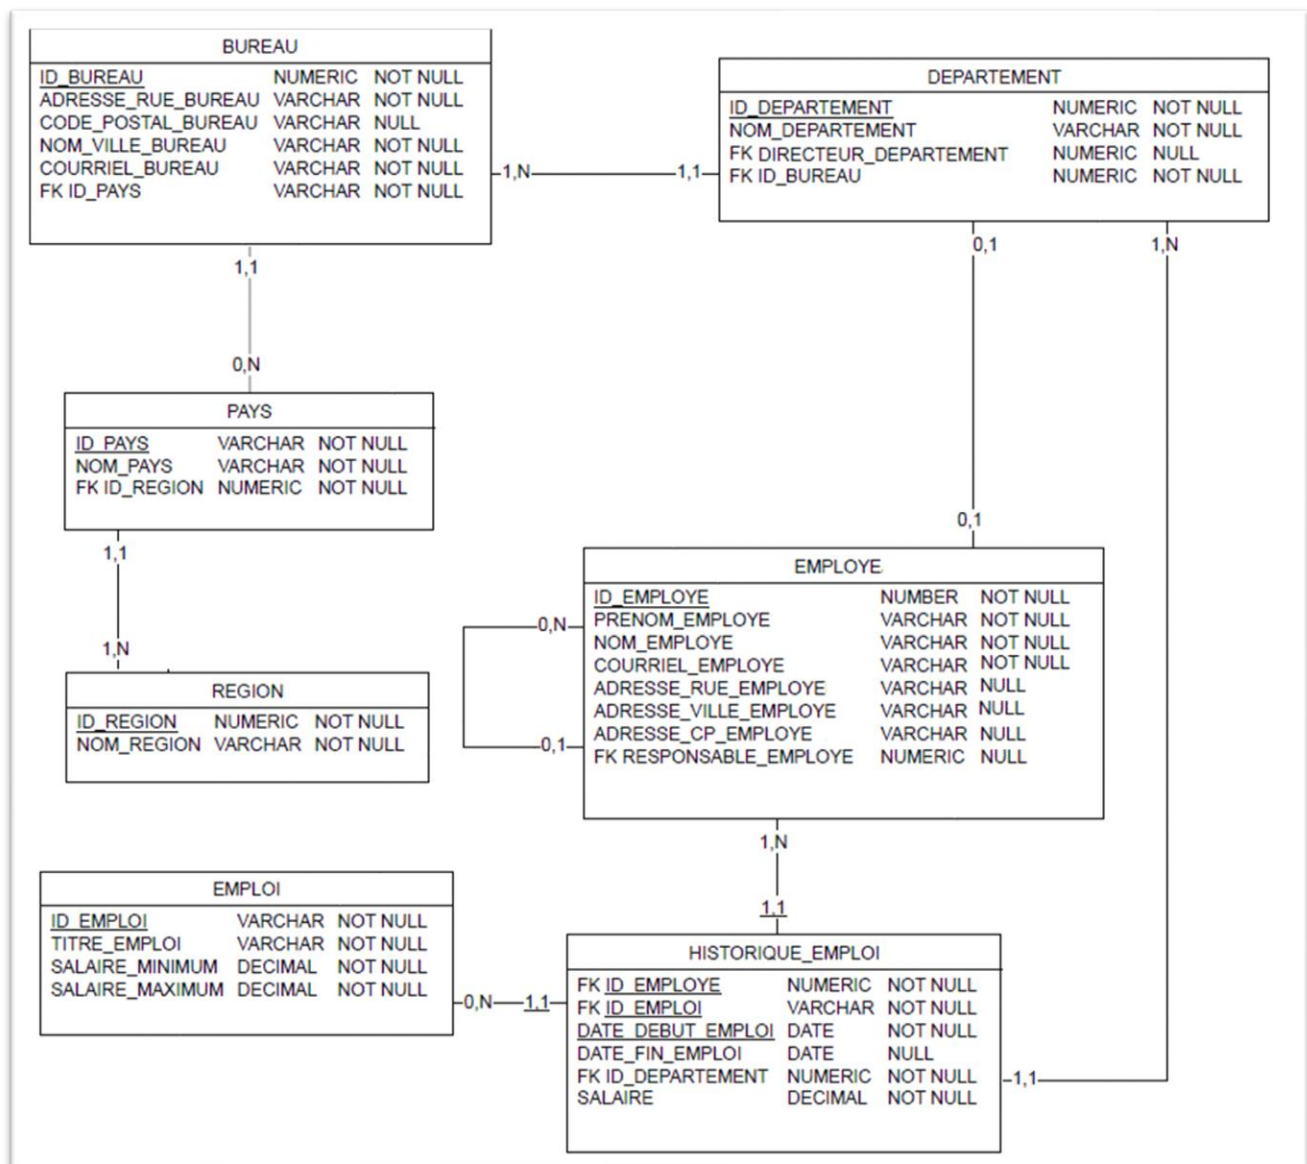 BUREAU
ID_BUREAU NUMERIC NOT NULL
ADRESSE_RUE_BUREAU VARCHAR NOT NULL
CODE_POSTAL_BUREAU VARCHAR NULL
NOM_VILLE_BUREAU VARCHAR NOT NULL
COURRIEL_BUREAU VARCHAR NOT NULL
FK ID_PAYS VARCHAR NOT NULL
1,N
1,1
DEPARTEMENT
ID_DEPARTEMENT NUMERIC NOT NULL
NOM_DEPARTEMENT VARCHAR NOT NULL
FK DIRECTEUR_DEPARTEMENT NUMERIC NULL
FK ID_BUREAU NUMERIC NOT NULL
1,1
0,N
0,1
1,N
PAYS
ID_PAYS VARCHAR NOT NULL
NOM_PAYS VARCHAR NOT NULL
FK ID_REGION NUMERIC NOT NULL
1,1
1,N
0,1
REGION
ID_REGION NUMERIC NOT NULL
NOM_REGION VARCHAR NOT NULL
EMPLOYE
ID_EMPLOYE NUMBER NOT NULL
PRENOM_EMPLOYE VARCHAR NOT NULL
NOM_EMPLOYE VARCHAR NOT NULL
COURRIEL_EMPLOYE VARCHAR NOT NULL
ADRESSE_RUE_EMPLOYE VARCHAR NULL
ADRESSE_VILLE_EMPLOYE VARCHAR NULL
ADRESSE_CP_EMPLOYE VARCHAR NULL
FK RESPONSABLE_EMPLOYE NUMERIC NULL
0,N
0,1
1,N
1,1
EMPLOI
ID_EMPLOI VARCHAR NOT NULL
TITRE_EMPLOI VARCHAR NOT NULL
SALAIRE_MINIMUM DECIMAL NOT NULL
SALAIRE_MAXIMUM DECIMAL NOT NULL
0,N
1,1
HISTORIQUE_EMPLOI
FK ID_EMPLOYE NUMERIC NOT NULL
FK ID_EMPLOI VARCHAR NOT NULL
DATE_DEBUT_EMPLOI DATE NOT NULL
DATE_FIN_EMPLOI DATE NULL
FK ID_DEPARTEMENT NUMERIC NOT NULL
SALAIRE DECIMAL NOT NULL
1,1